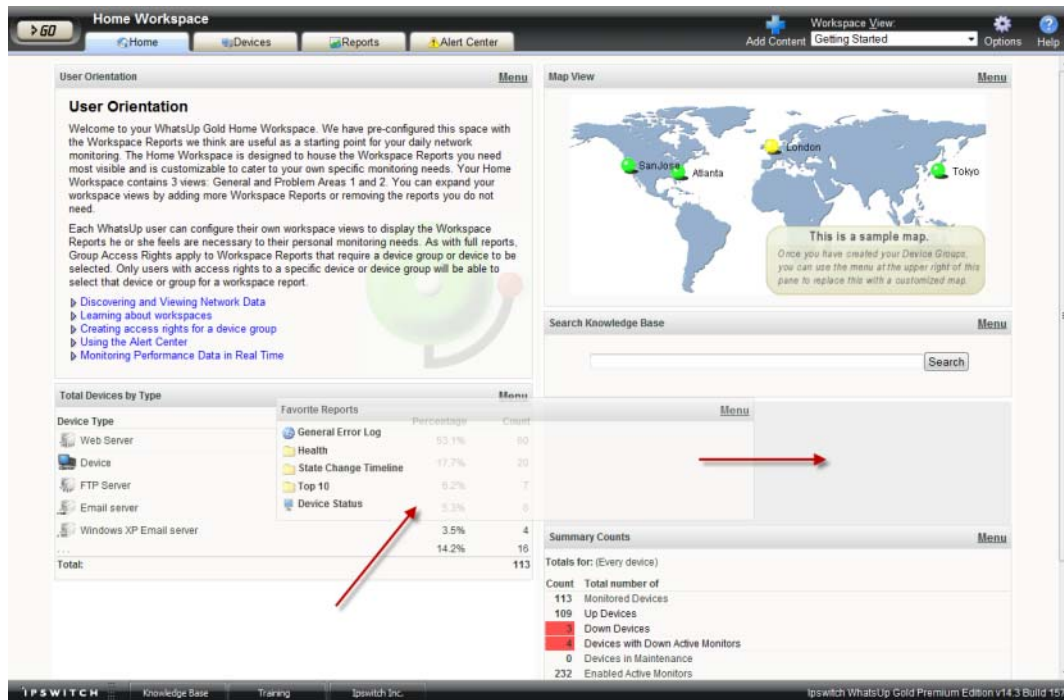 > GO
Home Workspace
Home
Devices
Reports
Alert Center
Add Content
Workspace View:
Getting Started
Options
Help
User Orientation
Menu
User Orientation
Welcome to your WhatsUp Gold Home Workspace. We have pre-configured this space with
the Workspace Reports we think are useful as a starting point for your daily network
monitoring. The Home Workspace is designed to house the Workspace Reports you need
most visible and is customizable to cater to your own specific monitoring needs. Your Home
Workspace contains 3 views: General and Problem Areas 1 and 2. You can expand your
workspace views by adding more Workspace Reports or removing the reports you do not
need.
Each WhatsUp user can configure their own workspace views to display the Workspace
Reports he or she feels are necessary to their personal monitoring needs. As with full reports,
Group Access Rights apply to Workspace Reports that require a device group or device to be
selected. Only users with access rights to a specific device or device group will be able to
select that device or group for a workspace report.
Discovering and Viewing Network Data
Learning about workspaces
Creating access rights for a device group
Using the Alert Center
Monitoring Performance Data in Real Time
Map View
Menu
SanJose
Atlanta
London
Tokyo
This is a sample map.
Once you have created your Device Groups,
you can use the menu at the upper right of this
pane to replace this with a customized map.
Search Knowledge Base
Menu
Search
Total Devices by Type
Menu
Device Type Percentage Count
Web Server 53.1% 60
Device 17.7% 20
FTP Server 6.2% 7
Email server 5.3% 6
Windows XP Email server 3.5% 4
... 14.2% 16
Total: 113
Favorite Reports
Menu
General Error Log
Health
State Change Timeline
Top 10
Device Status
Summary Counts
Menu
Totals for: (Every device)
Count Total number of
113 Monitored Devices
109 Up Devices
3 Down Devices
4 Devices with Down Active Monitors
0 Devices in Maintenance
232 Enabled Active Monitors
IPSWITCH
Knowledge Base
Training
Ipswitch Inc.
Ipswitch WhatsUp Gold Premium Edition v14.3 Build 15